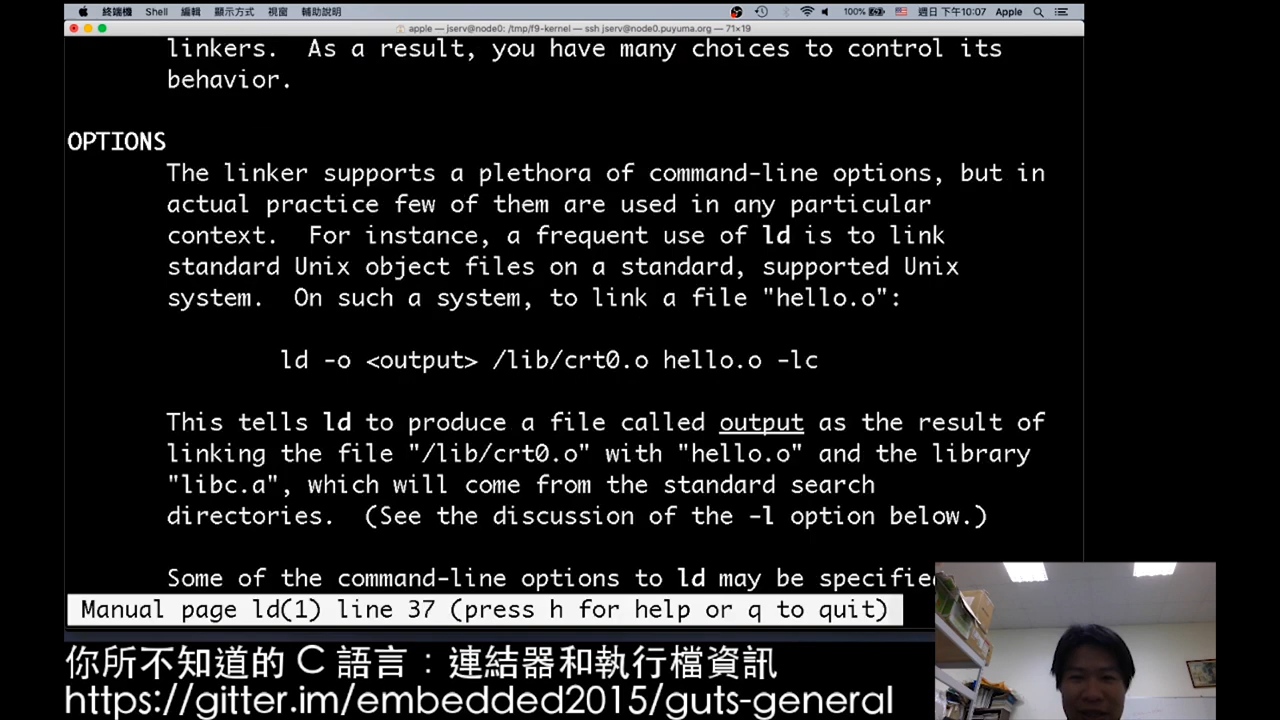 終端機 Shell 編輯 顯示方式 視窗 輔助說明 100% 週日 下午10:07 Apple
apple — jserv@node0: /tmp/f9-kernel — ssh jserv@node0.puyuma.org — 71×19
linkers.  As a result, you have many choices to control its
behavior.
OPTIONS
The linker supports a plethora of command-line options, but in
actual practice few of them are used in any particular
context.  For instance, a frequent use of ld is to link
standard Unix object files on a standard, supported Unix
system.  On such a system, to link a file "hello.o":
ld -o <output> /lib/crt0.o hello.o -lc
This tells ld to produce a file called output as the result of
linking the file "/lib/crt0.o" with "hello.o" and the library
"libc.a", which will come from the standard search
directories.  (See the discussion of the -l option below.)
Some of the command-line options to ld may be specified
Manual page ld(1) line 37 (press h for help or q to quit)
你所不知道的 C 語言：連結器和執行檔資訊
https://gitter.im/embedded2015/guts-general